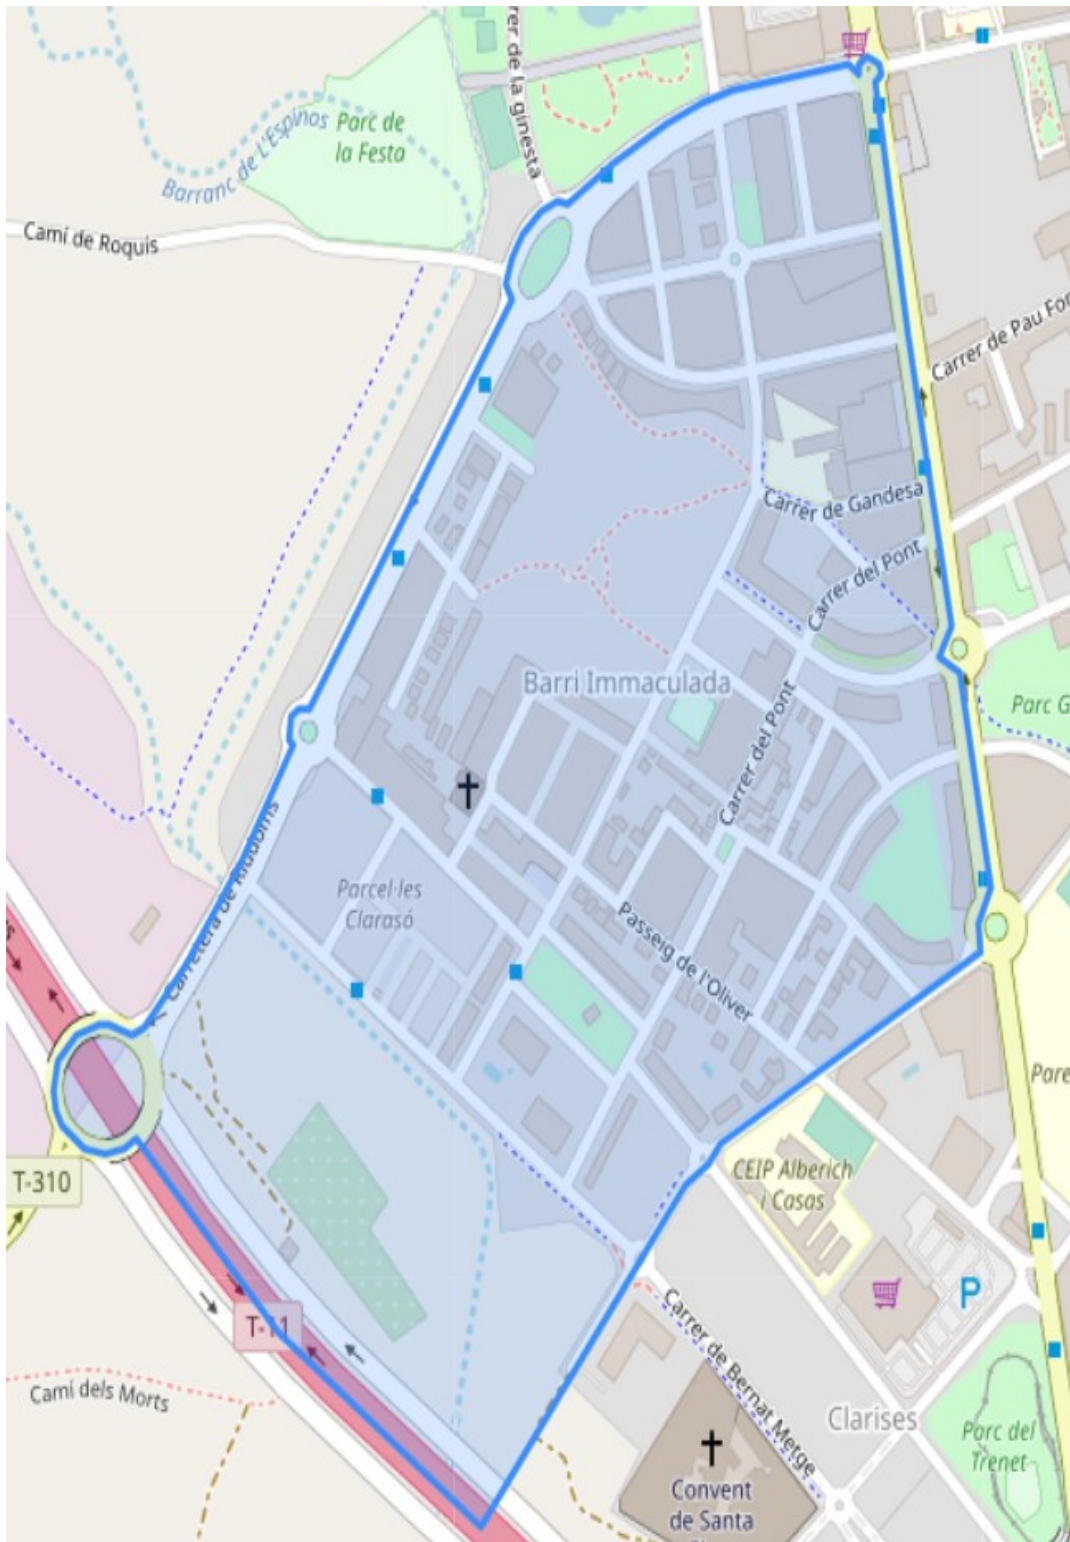 Carrer de la ginesta
Parc de
la Festa
Barranc de L'Espinos
Camí de Roquis
Carrer de Pau For
Carrer de Gandesa
Carrer del Pont
Barri Immaculada
Parc G
Carrer del Pont
Parcel·les
Clarasó
Carretera de Riudoms
Passeig de l'Oliver
Pare
T-310
CEIP Alberich
i Casas
P
T-11
Carrer de Bernat Metge
Camí dels Morts
Clarises
Parc del
Trenet
Convent
de Santa